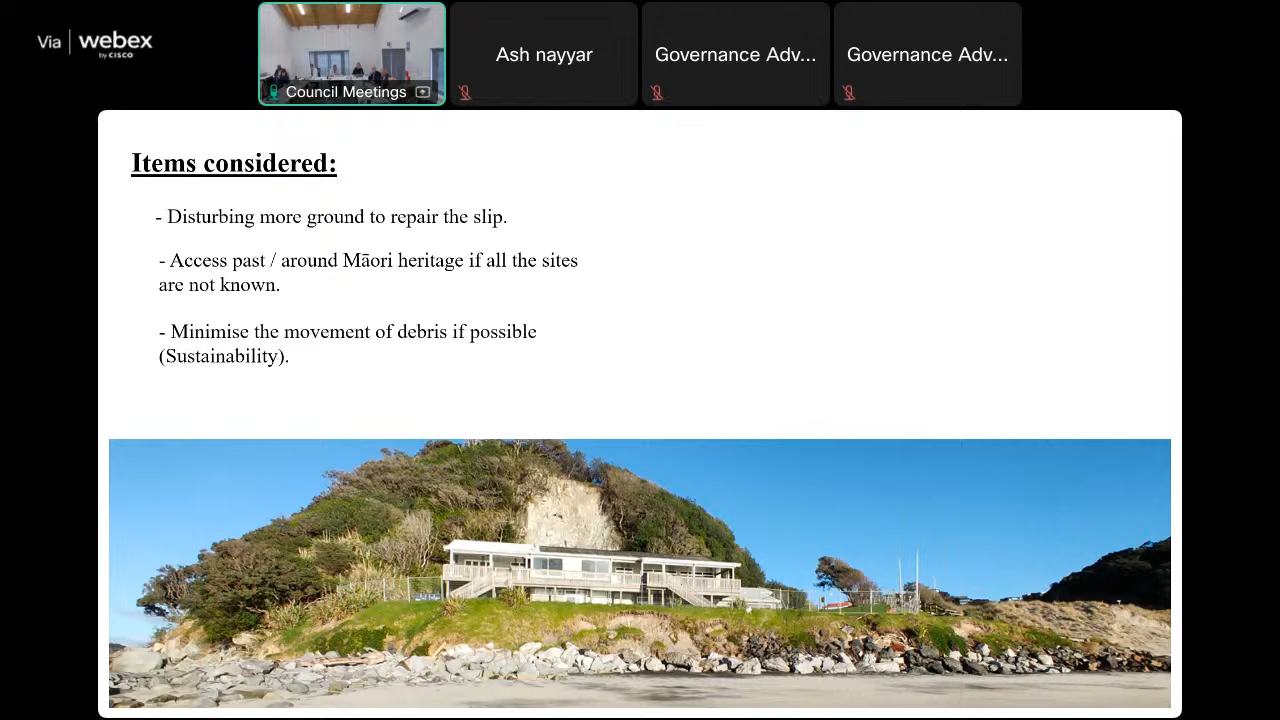 Via webex
by CISCO
Council Meetings
Ash nayyar
Governance Adv...
Governance Adv...
Items considered:
- Disturbing more ground to repair the slip.
- Access past / around Māori heritage if all the sites
are not known.
- Minimise the movement of debris if possible
(Sustainability).